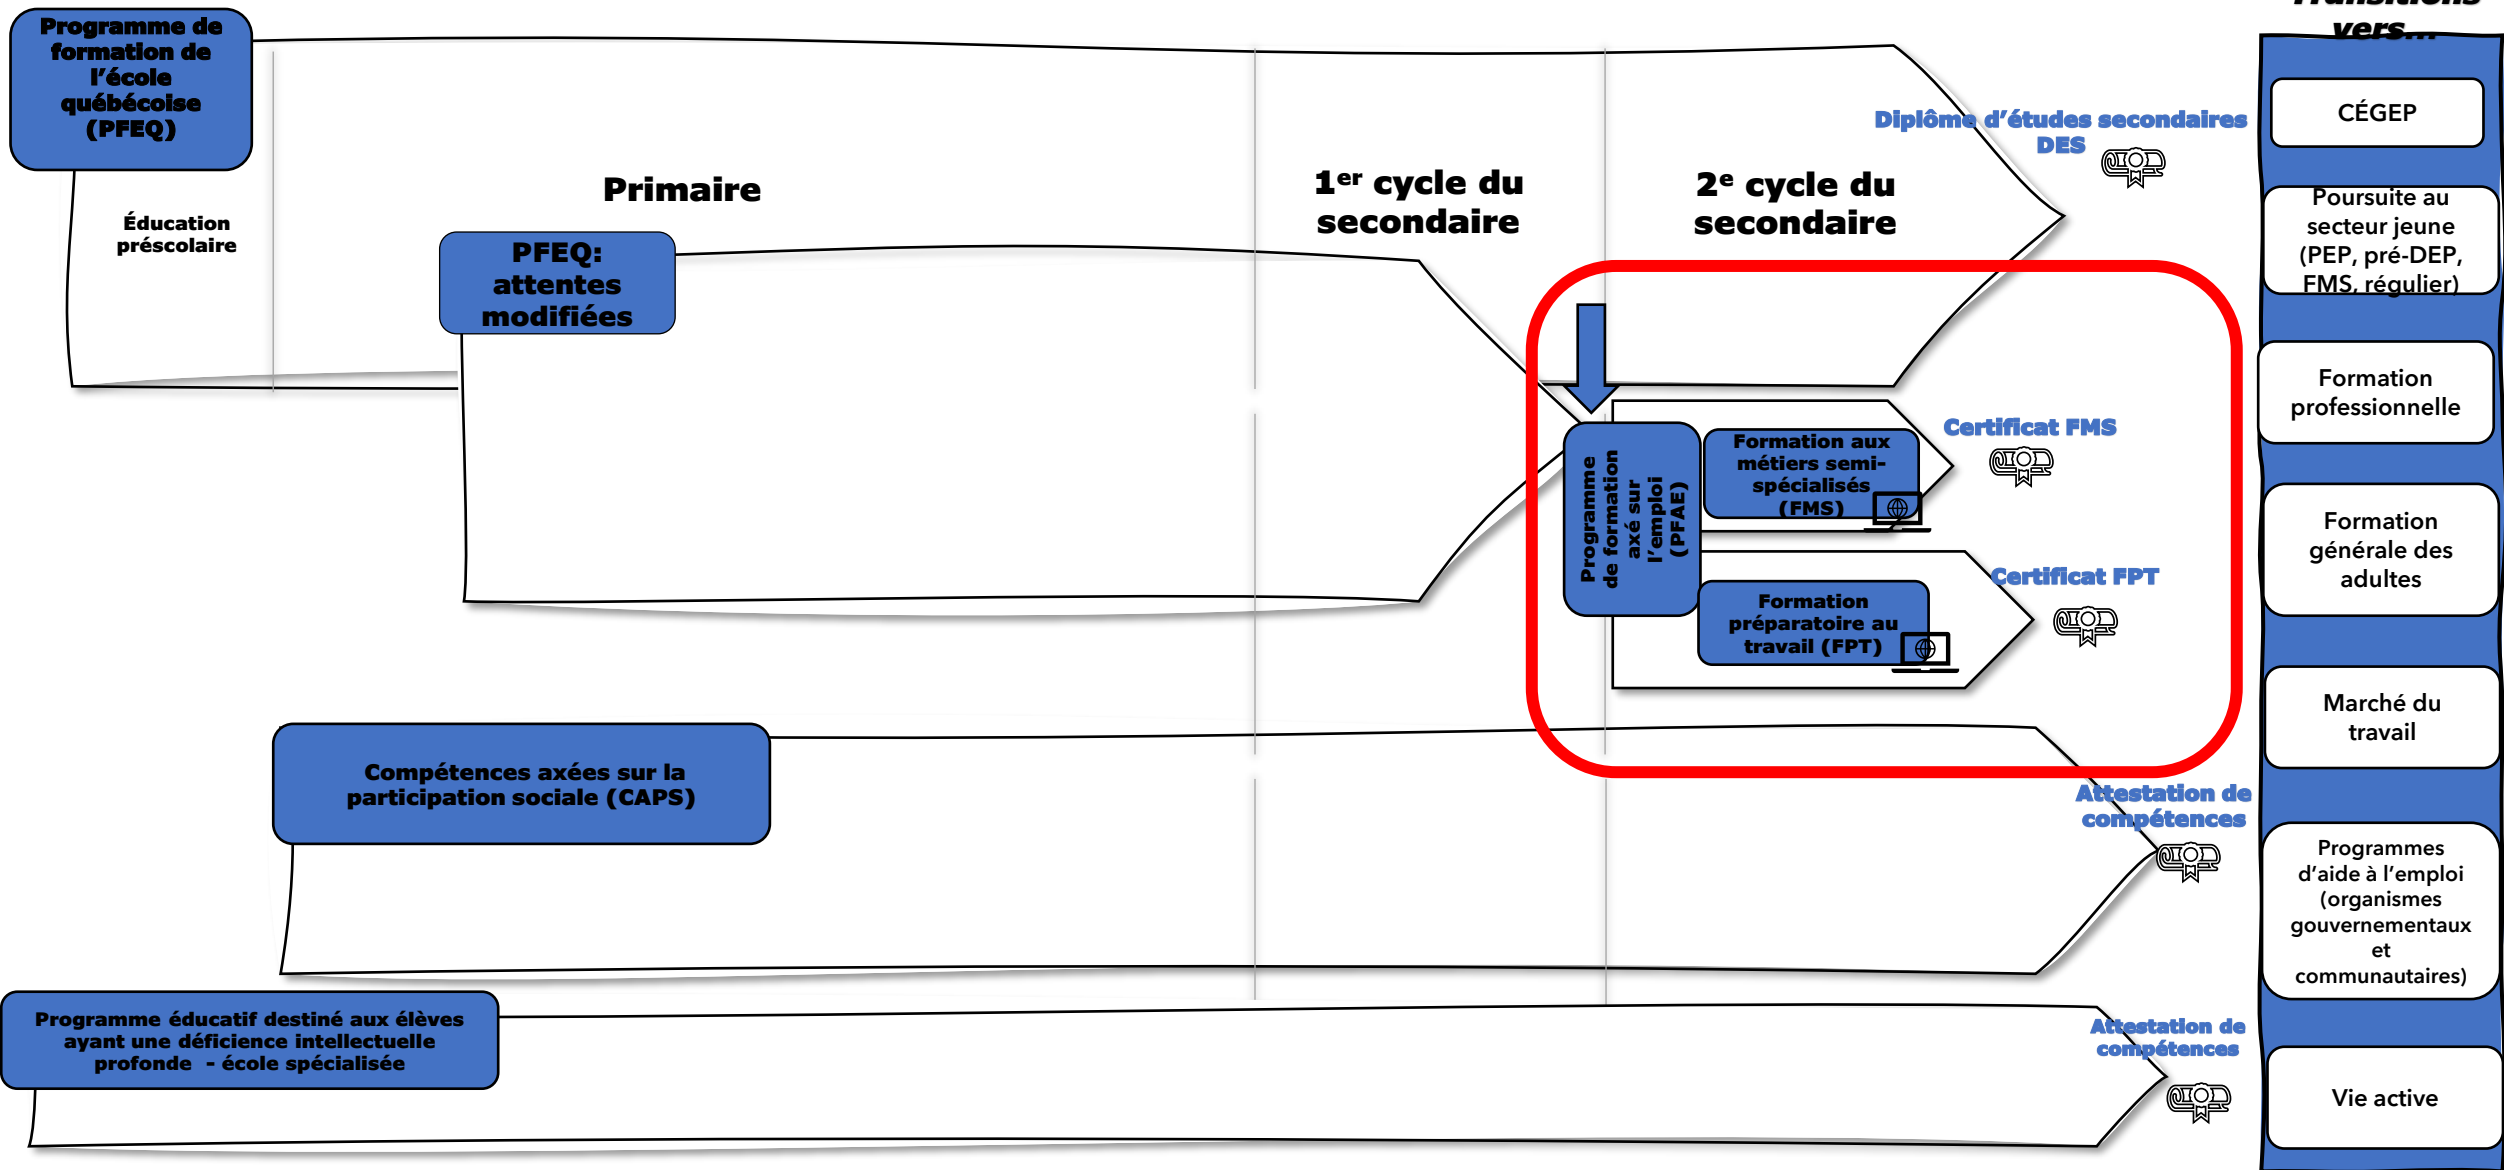 Transitions
vers...
Programme de
formation de
l'école
québécoise
(PFEQ)
Éducation
préscolaire
Primaire
1er cycle du
secondaire
2e cycle du
secondaire
Diplôme d'études secondaires
DES
PFEQ:
attentes
modifiées
Programme
de formation
axé sur
l'emploi
(PFAE)
Formation aux
métiers semi-
spécialisés
(FMS)
Certificat FMS
Formation
préparatoire au
travail (FPT)
Certificat FPT
Compétences axées sur la
participation sociale (CAPS)
Attestation de
compétences
Programme éducatif destiné aux élèves
ayant une déficience intellectuelle
profonde - école spécialisée
Attestation de
compétences
CÉGEP
Poursuite au
secteur jeune
(PEP, pré-DEP,
FMS, régulier)
Formation
professionnelle
Formation
générale des
adultes
Marché du
travail
Programmes
d'aide à l'emploi
(organismes
gouvernementaux
et
communautaires)
Vie active